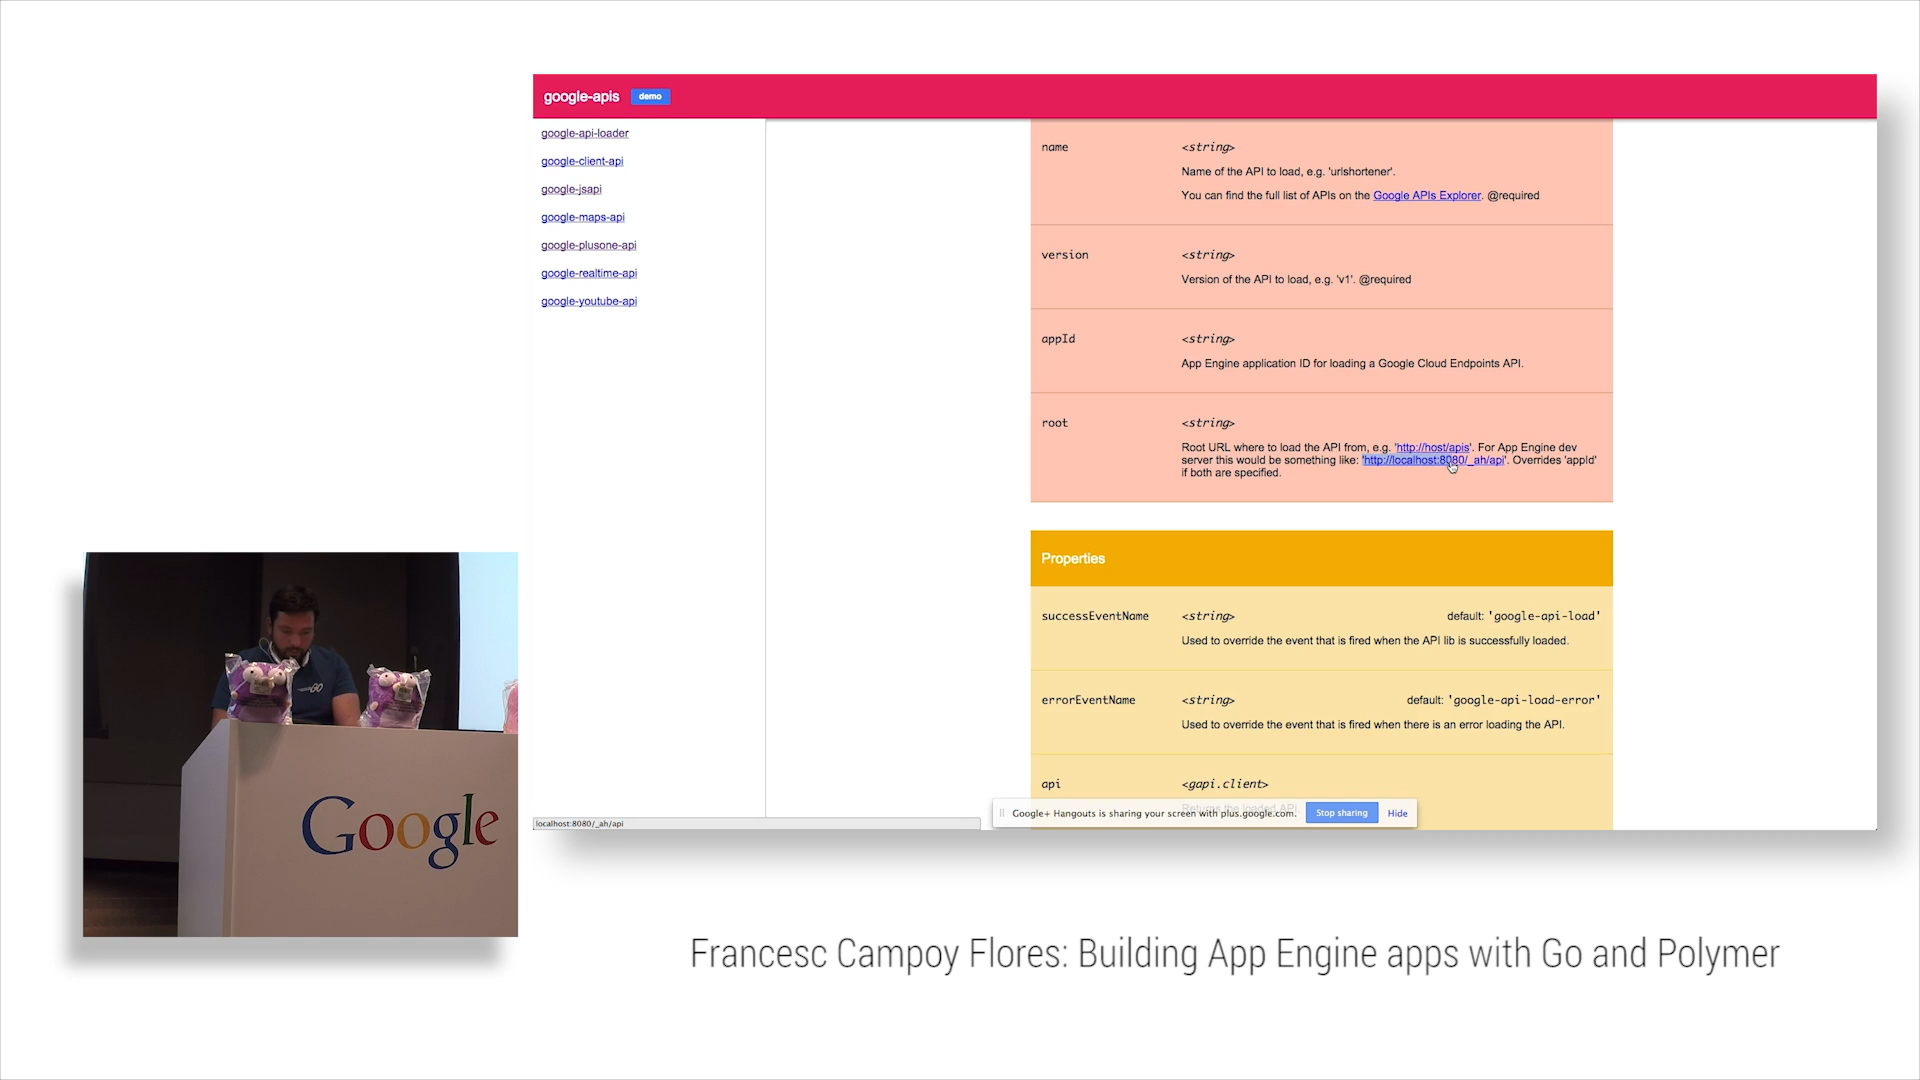 google-apis demo
google-api-loader
google-client-api
google-jsapi
google-maps-api
google-plusone-api
google-realtime-api
google-youtube-api
name <string>
Name of the API to load, e.g. 'urlshortener'.
You can find the full list of APIs on the Google APIs Explorer. @required
version <string>
Version of the API to load, e.g. 'v1'. @required
appId <string>
App Engine application ID for loading a Google Cloud Endpoints API.
root <string>
Root URL where to load the API from, e.g. 'http://host/apis'. For App Engine dev
server this would be something like: 'http://localhost:8080/_ah/api'. Overrides 'appId'
if both are specified.
Properties
successEventName <string> default: 'google-api-load'
Used to override the event that is fired when the API lib is successfully loaded.
errorEventName <string> default: 'google-api-load-error'
Used to override the event that is fired when there is an error loading the API.
api <gapi.client>
Returns the loaded API.
Google+ Hangouts is sharing your screen with plus.google.com. Stop sharing Hide
localhost:8080/_ah/api
GO
Google
Francesc Campoy Flores: Building App Engine apps with Go and Polymer